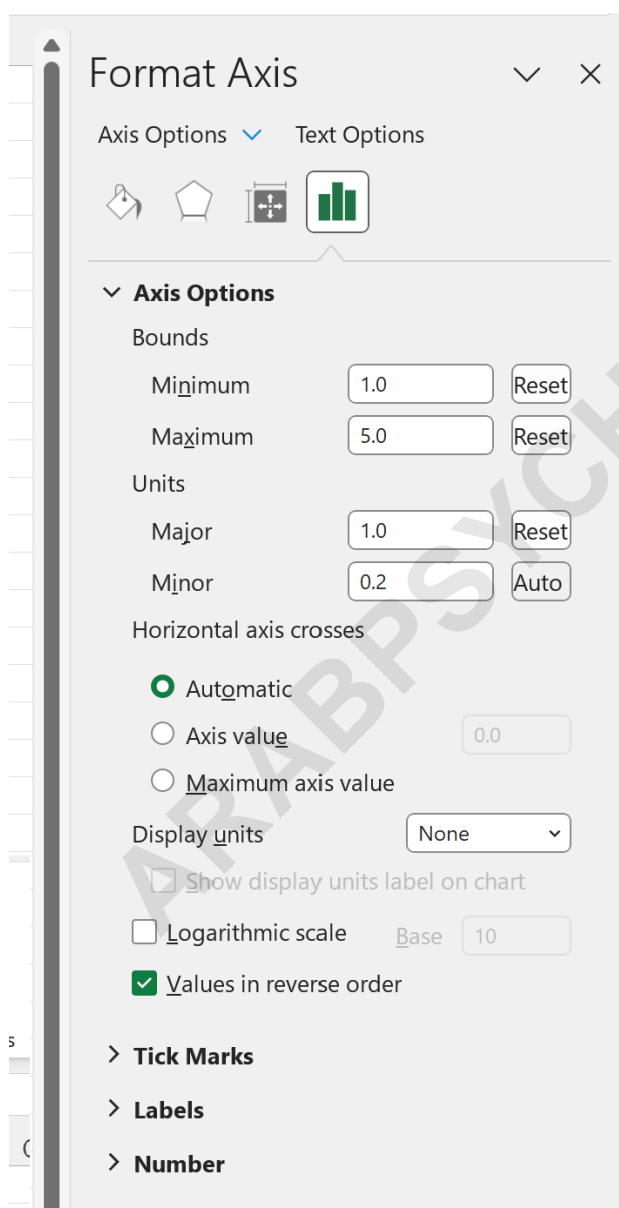 Format Axis
Axis Options Text Options
Axis Options
Bounds
Minimum 1.0 Reset
Maximum 5.0 Reset
Units
Major 1.0 Reset
Minor 0.2 Auto
Horizontal axis crosses
Automatic
Axis value 0.0
Maximum axis value
Display units None
Show display units label on chart
Logarithmic scale Base 10
Values in reverse order
s
Tick Marks
Labels
Number
ARABPSYCH